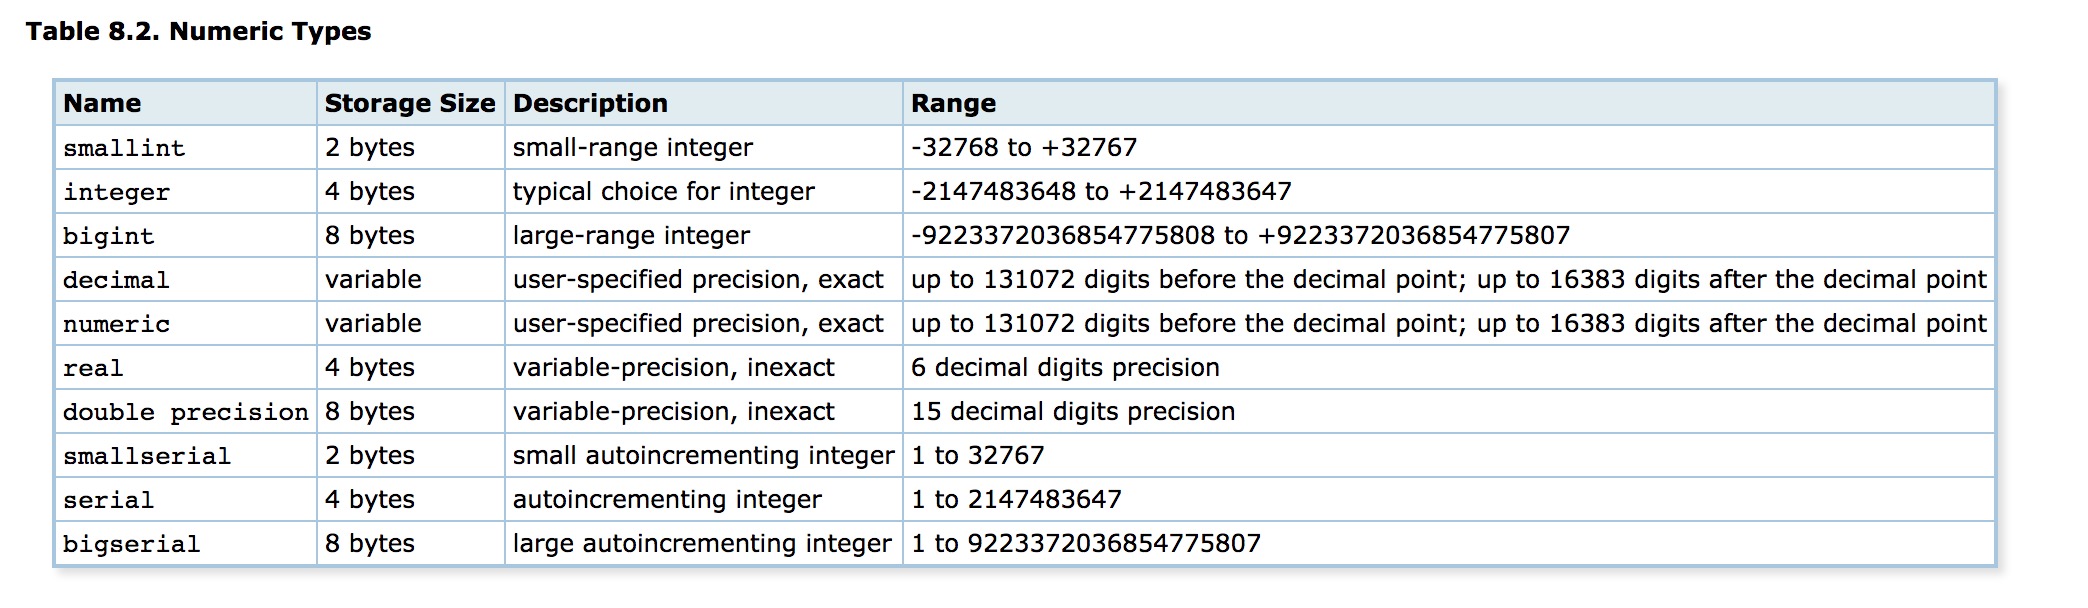 Table 8.2. Numeric Types
Name Storage Size Description Range
smallint 2 bytes small-range integer -32768 to +32767
integer 4 bytes typical choice for integer -2147483648 to +2147483647
bigint 8 bytes large-range integer -9223372036854775808 to +9223372036854775807
decimal variable user-specified precision, exact up to 131072 digits before the decimal point; up to 16383 digits after the decimal point
numeric variable user-specified precision, exact up to 131072 digits before the decimal point; up to 16383 digits after the decimal point
real 4 bytes variable-precision, inexact 6 decimal digits precision
double precision 8 bytes variable-precision, inexact 15 decimal digits precision
smallserial 2 bytes small autoincrementing integer 1 to 32767
serial 4 bytes autoincrementing integer 1 to 2147483647
bigserial 8 bytes large autoincrementing integer 1 to 9223372036854775807